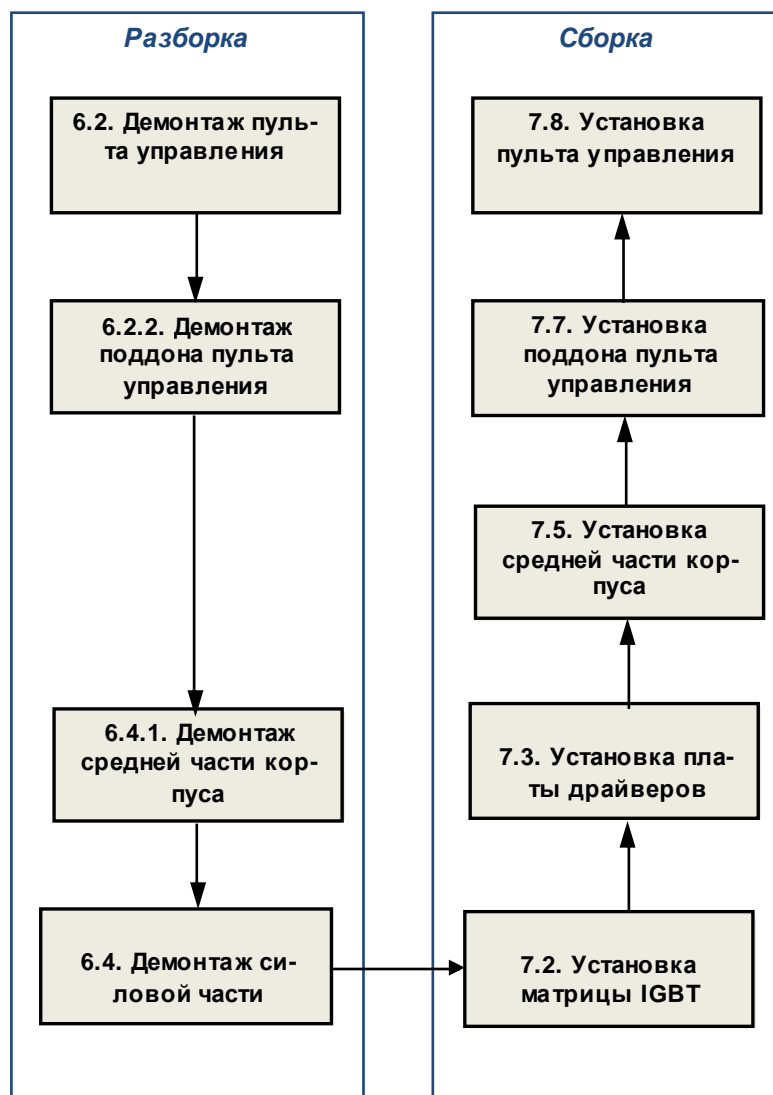 Разборка
6.2. Демонтаж пуль-
та управления
6.2.2. Демонтаж
поддона пульта
управления
6.4.1. Демонтаж
средней части кор-
пуса
6.4. Демонтаж си-
ловой части
Сборка
7.8. Установка
пульта управления
7.7. Установка
поддона пульта
управления
7.5. Установка
средней части кор-
пуса
7.3. Установка пла-
ты драйверов
7.2. Установка
матрицы IGBT